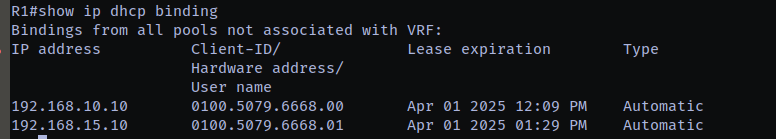 R1#show ip dhcp binding
Bindings from all pools not associated with VRF:
IP address          Client-ID/              Lease expiration        Type
                    Hardware address/
                    User name
192.168.10.10       0100.5079.6668.00       Apr 01 2025 12:09 PM    Automatic
192.168.15.10       0100.5079.6668.01       Apr 01 2025 01:29 PM    Automatic